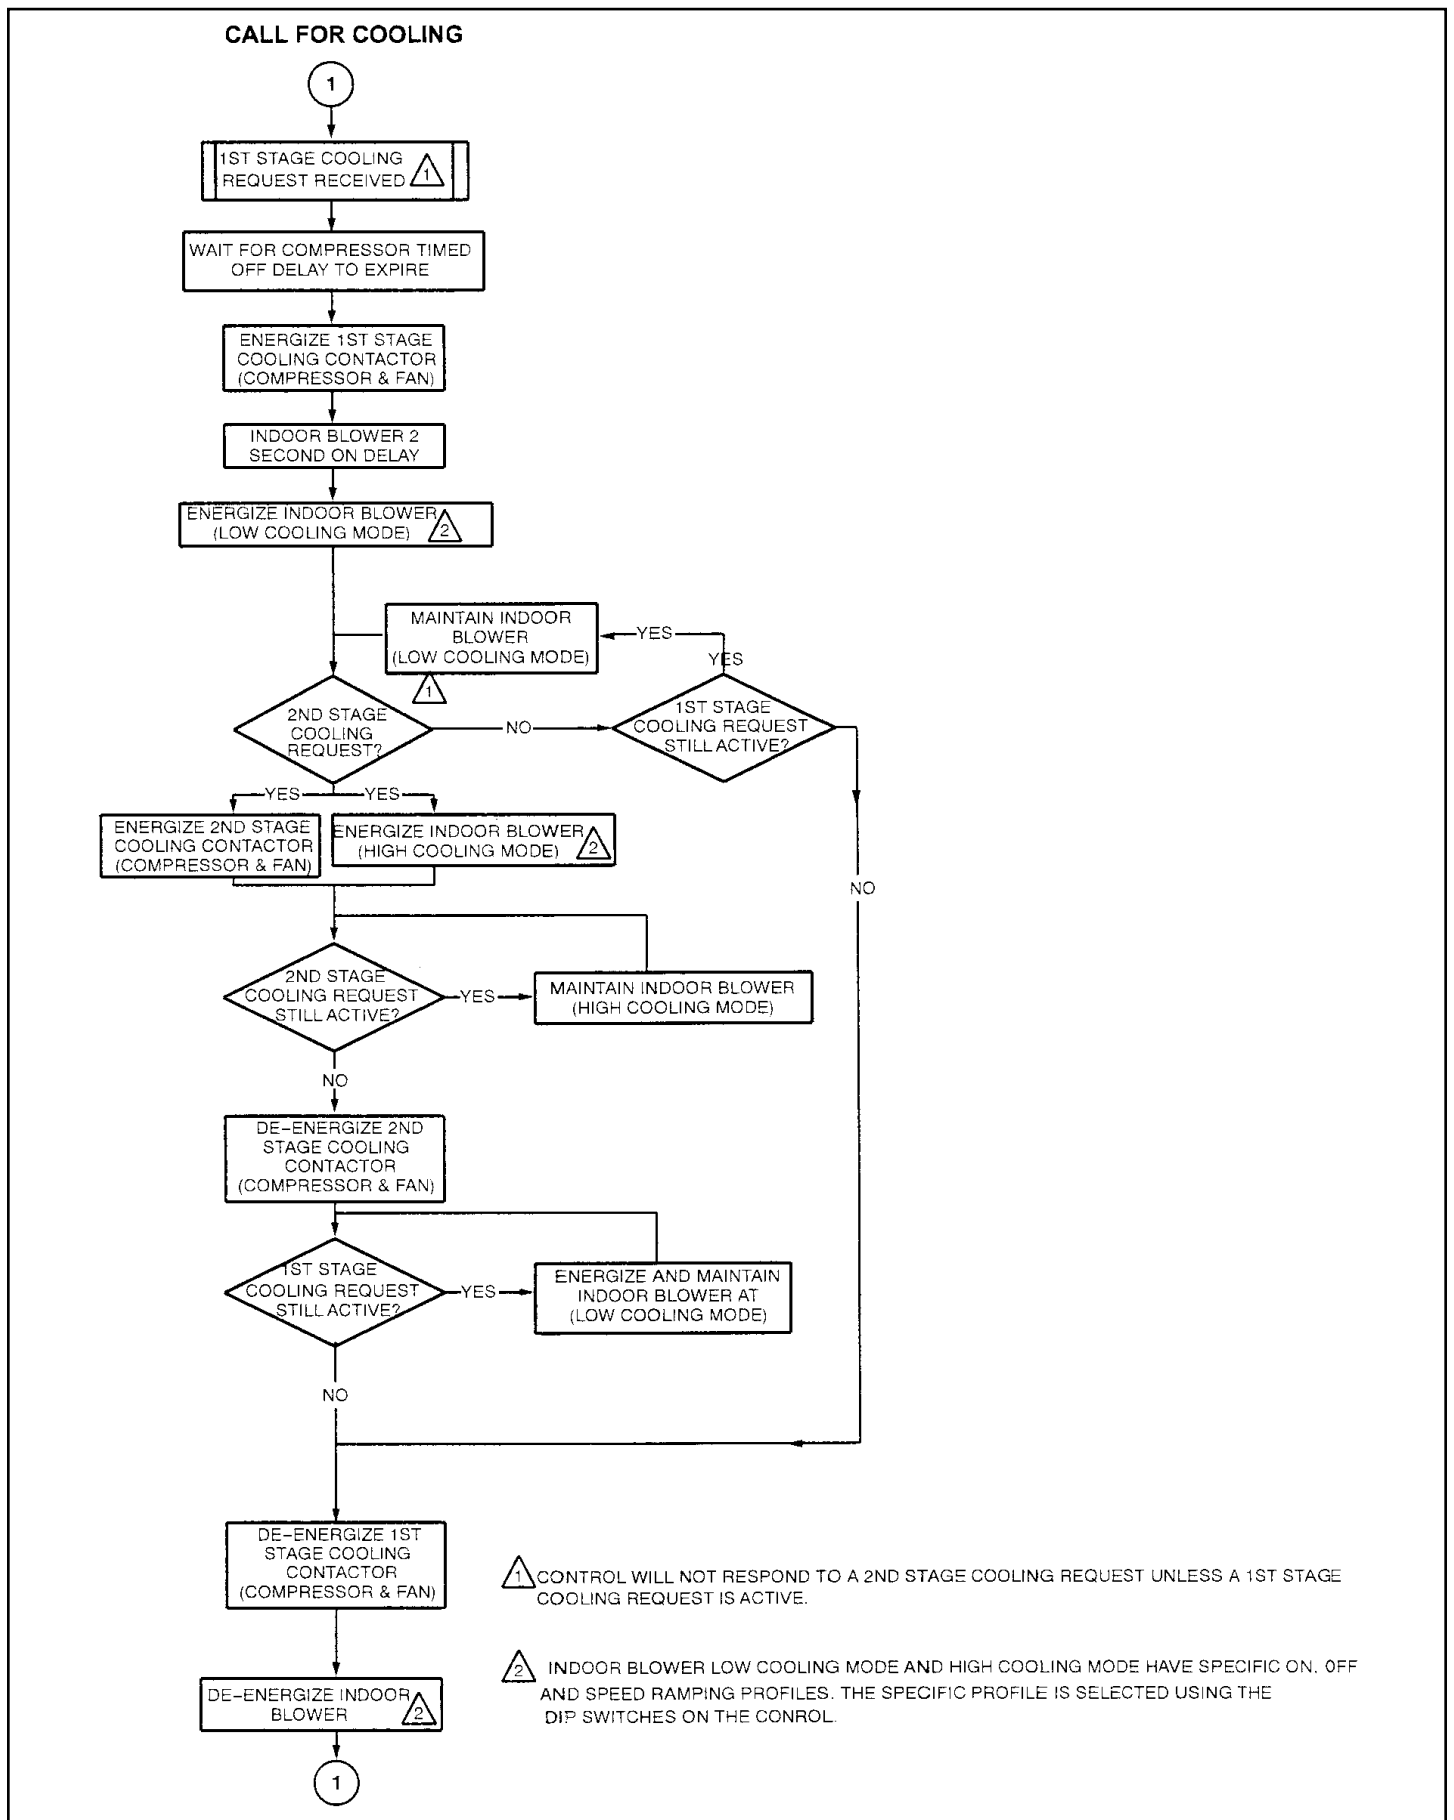 CALL FOR COOLING
1
1ST STAGE COOLING
REQUEST RECEIVED 1
WAIT FOR COMPRESSOR TIMED
OFF DELAY TO EXPIRE
ENERGIZE 1ST STAGE
COOLING CONTACTOR
(COMPRESSOR & FAN)
INDOOR BLOWER 2
SECOND ON DELAY
ENERGIZE INDOOR BLOWER
(LOW COOLING MODE) 2
MAINTAIN INDOOR
BLOWER
(LOW COOLING MODE)
1
YES
YES
2ND STAGE
COOLING
REQUEST?
NO
1ST STAGE
COOLING REQUEST
STILL ACTIVE?
YES
YES
ENERGIZE 2ND STAGE
COOLING CONTACTOR
(COMPRESSOR & FAN)
ENERGIZE INDOOR BLOWER
(HIGH COOLING MODE) 2
NO
2ND STAGE
COOLING REQUEST
STILL ACTIVE?
YES
MAINTAIN INDOOR BLOWER
(HIGH COOLING MODE)
NO
DE-ENERGIZE 2ND
STAGE COOLING
CONTACTOR
(COMPRESSOR & FAN)
1ST STAGE
COOLING REQUEST
STILL ACTIVE?
YES
ENERGIZE AND MAINTAIN
INDOOR BLOWER AT
(LOW COOLING MODE)
NO
DE-ENERGIZE 1ST
STAGE COOLING
CONTACTOR
(COMPRESSOR & FAN)
1 CONTROL WILL NOT RESPOND TO A 2ND STAGE COOLING REQUEST UNLESS A 1ST STAGE
COOLING REQUEST IS ACTIVE.
2 INDOOR BLOWER LOW COOLING MODE AND HIGH COOLING MODE HAVE SPECIFIC ON, OFF
AND SPEED RAMPING PROFILES. THE SPECIFIC PROFILE IS SELECTED USING THE
DIP SWITCHES ON THE CONROL.
DE-ENERGIZE INDOOR
BLOWER 2
1